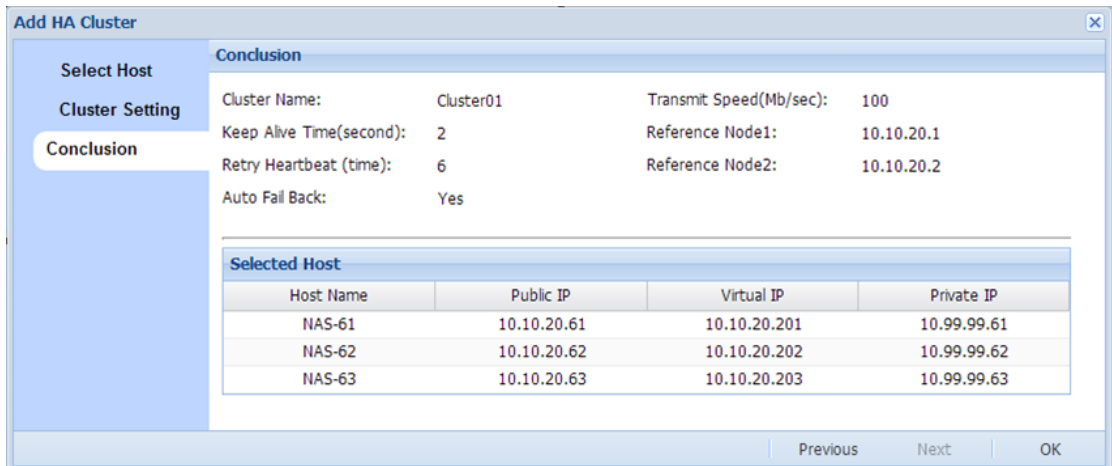 Add HA Cluster
Select Host
Cluster Setting
Conclusion
Conclusion
Cluster Name: Cluster01 Transmit Speed(Mb/sec): 100
Keep Alive Time(second): 2 Reference Node1: 10.10.20.1
Retry Heartbeat (time): 6 Reference Node2: 10.10.20.2
Auto Fail Back: Yes
Selected Host
Host Name Public IP Virtual IP Private IP
NAS-61 10.10.20.61 10.10.20.201 10.99.99.61
NAS-62 10.10.20.62 10.10.20.202 10.99.99.62
NAS-63 10.10.20.63 10.10.20.203 10.99.99.63
Previous Next OK